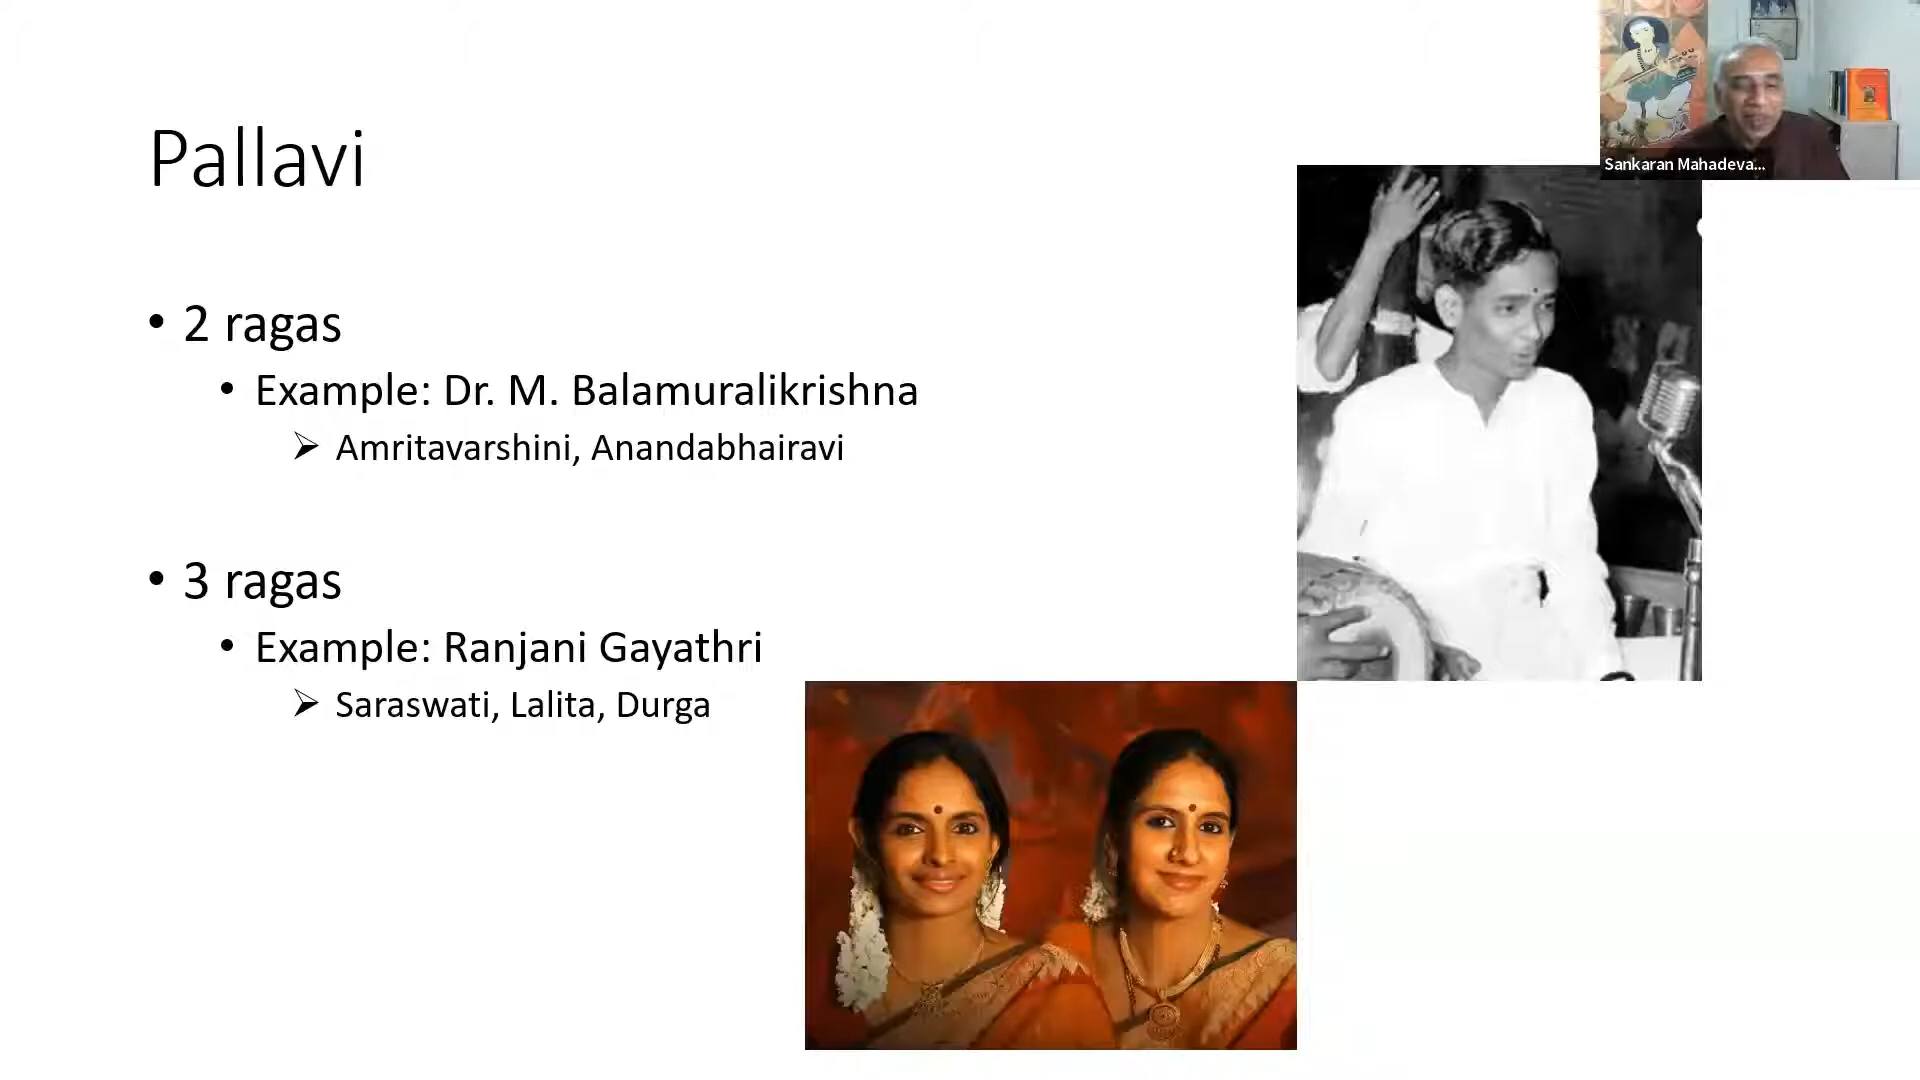 Pallavi
• 2 ragas
• Example: Dr. M. Balamuralikrishna
➢ Amritavarshini, Anandabhairavi
• 3 ragas
• Example: Ranjani Gayathri
➢ Saraswati, Lalita, Durga
Sankaran Mahadeva...